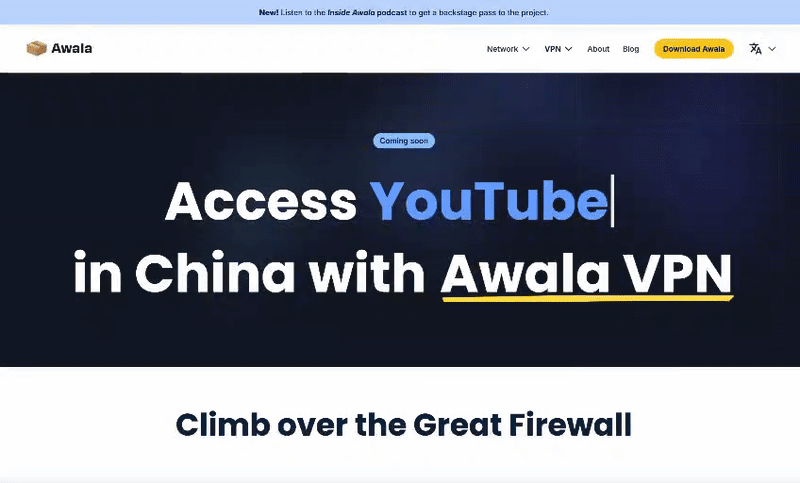 New! Listen to the Inside Awala podcast to get a backstage pass to the project.
Awala
Network VPN About Blog Download Awala
Coming soon
Access YouTube
in China with Awala VPN
Climb over the Great Firewall